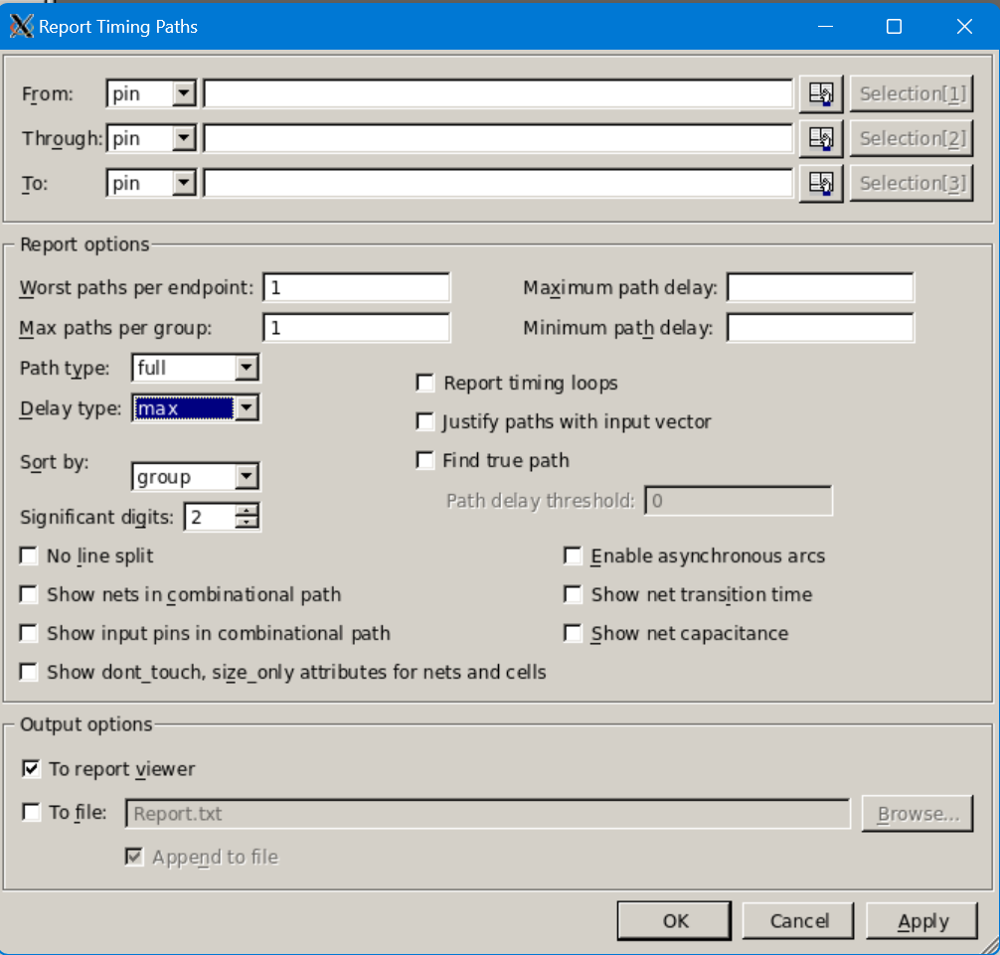 Report Timing Paths
From: pin Selection[1]
Through: pin Selection[2]
To: pin Selection[3]
Report options
Worst paths per endpoint: 1 Maximum path delay:
Max paths per group: 1 Minimum path delay:
Path type: full
Report timing loops
Delay type: max
Justify paths with input vector
Sort by: group
Find true path
Path delay threshold: 0
Significant digits: 2
No line split Enable asynchronous arcs
Show nets in combinational path Show net transition time
Show input pins in combinational path Show net capacitance
Show dont_touch, size_only attributes for nets and cells
Output options
To report viewer
To file: Report.txt Browse...
Append to file
OK Cancel Apply